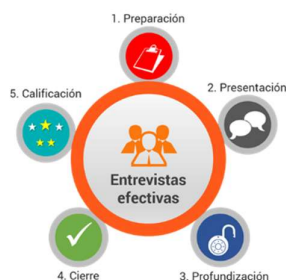 1. Preparación
5. Calificación
2. Presentación
Entrevistas
efectivas
4. Cierre
3. Profundización